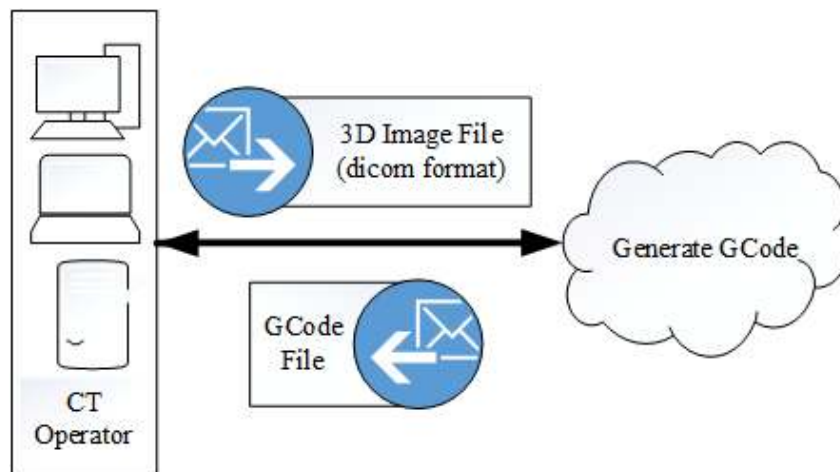 3D Image File
(dicom format)
Generate GCode
GCode
File
CT
Operator